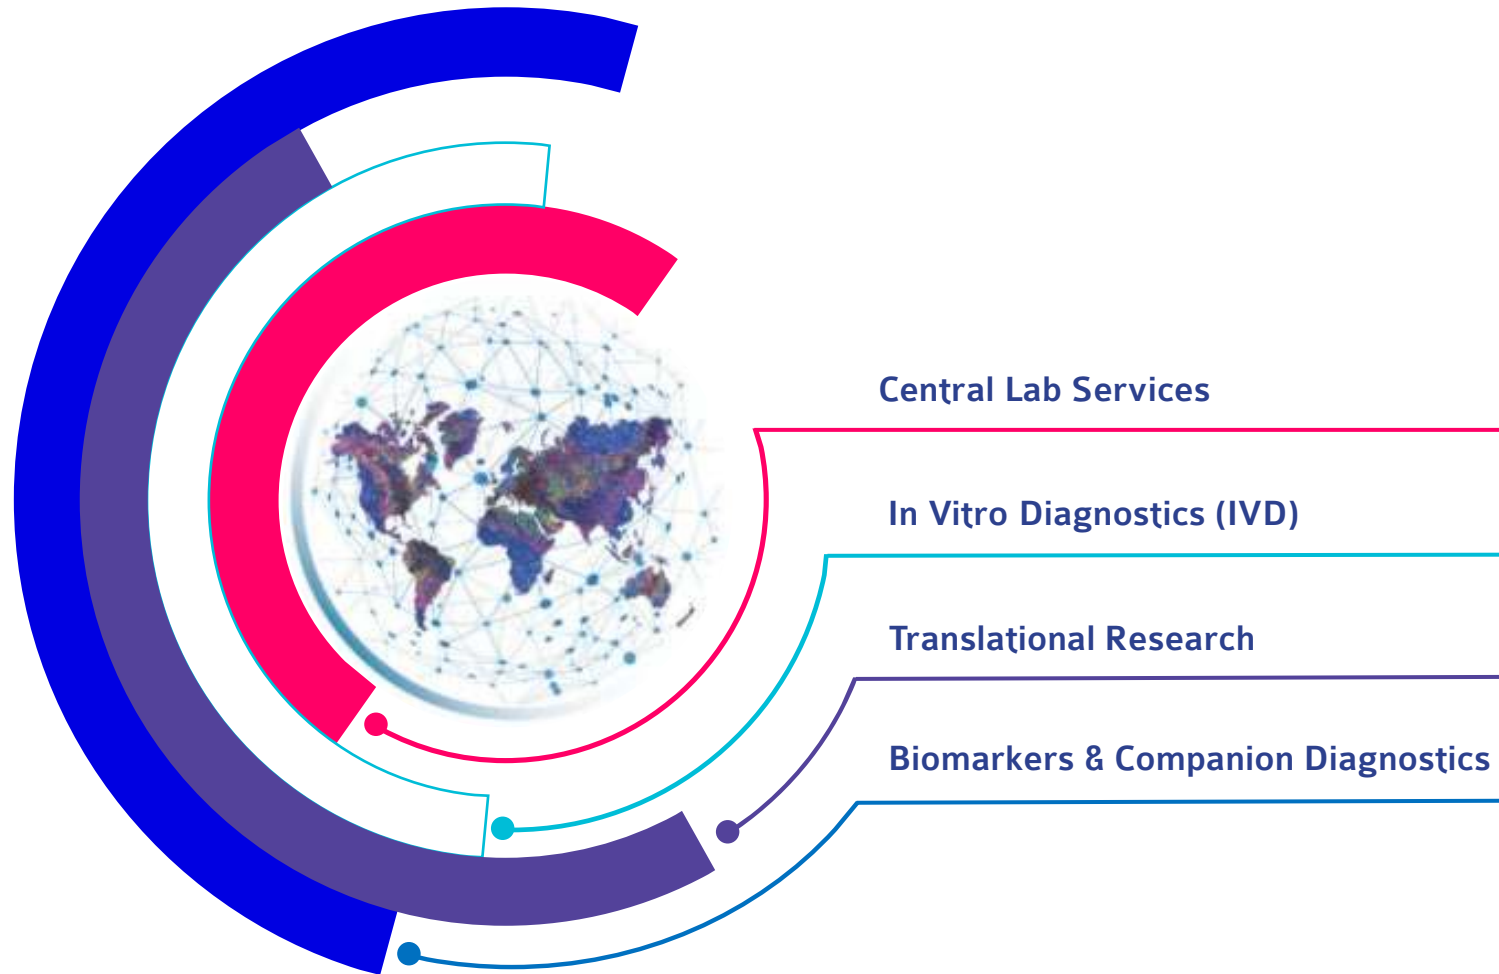 Central Lab Services
In Vitro Diagnostics (IVD)
Translational Research
Biomarkers & Companion Diagnostics